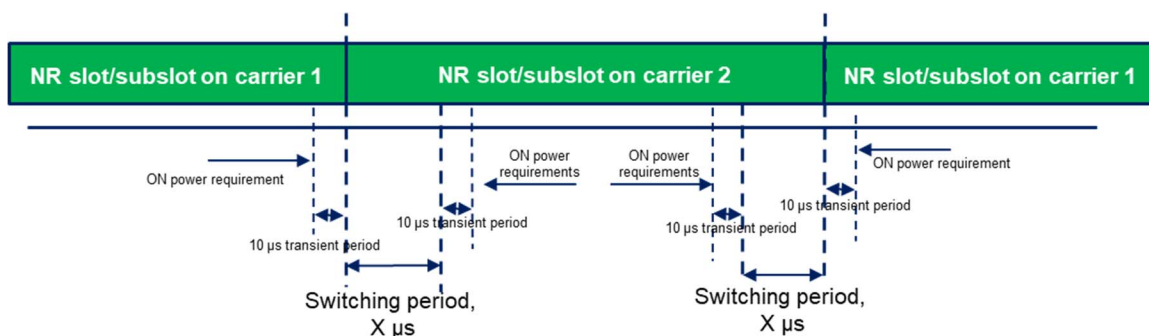 NR slot/subslot on carrier 1
NR slot/subslot on carrier 2
NR slot/subslot on carrier 1
ON power requirement
ON power
requirements
ON power
requirements
ON power requirement
10 µs transient period
10 µs transient period
10 µs transient period
10 µs transient period
Switching period,
X µs
Switching period,
X µs